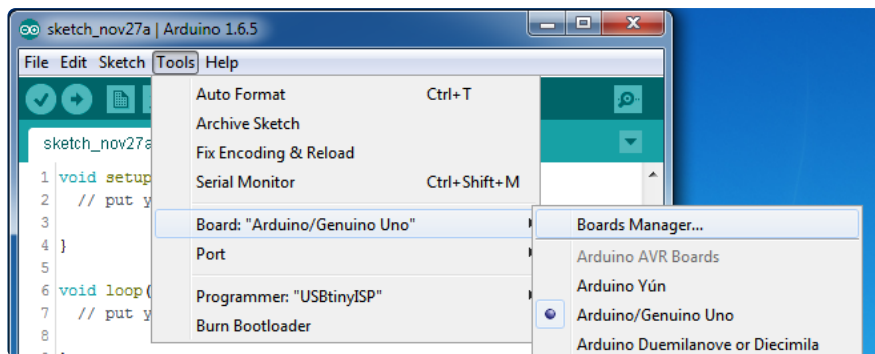 sketch_nov27a | Arduino 1.6.5
File Edit Sketch Tools Help
sketch_nov27a
Auto Format Ctrl+T
Archive Sketch
Fix Encoding & Reload
Serial Monitor Ctrl+Shift+M
Board: "Arduino/Genuino Uno"
Port
Programmer: "USBtinyISP"
Burn Bootloader
1 void setup
2 // put y
3
4 }
5
6 void loop(
7 // put y
8
Boards Manager...
Arduino AVR Boards
Arduino Yún
Arduino/Genuino Uno
Arduino Duemilanove or Diecimila